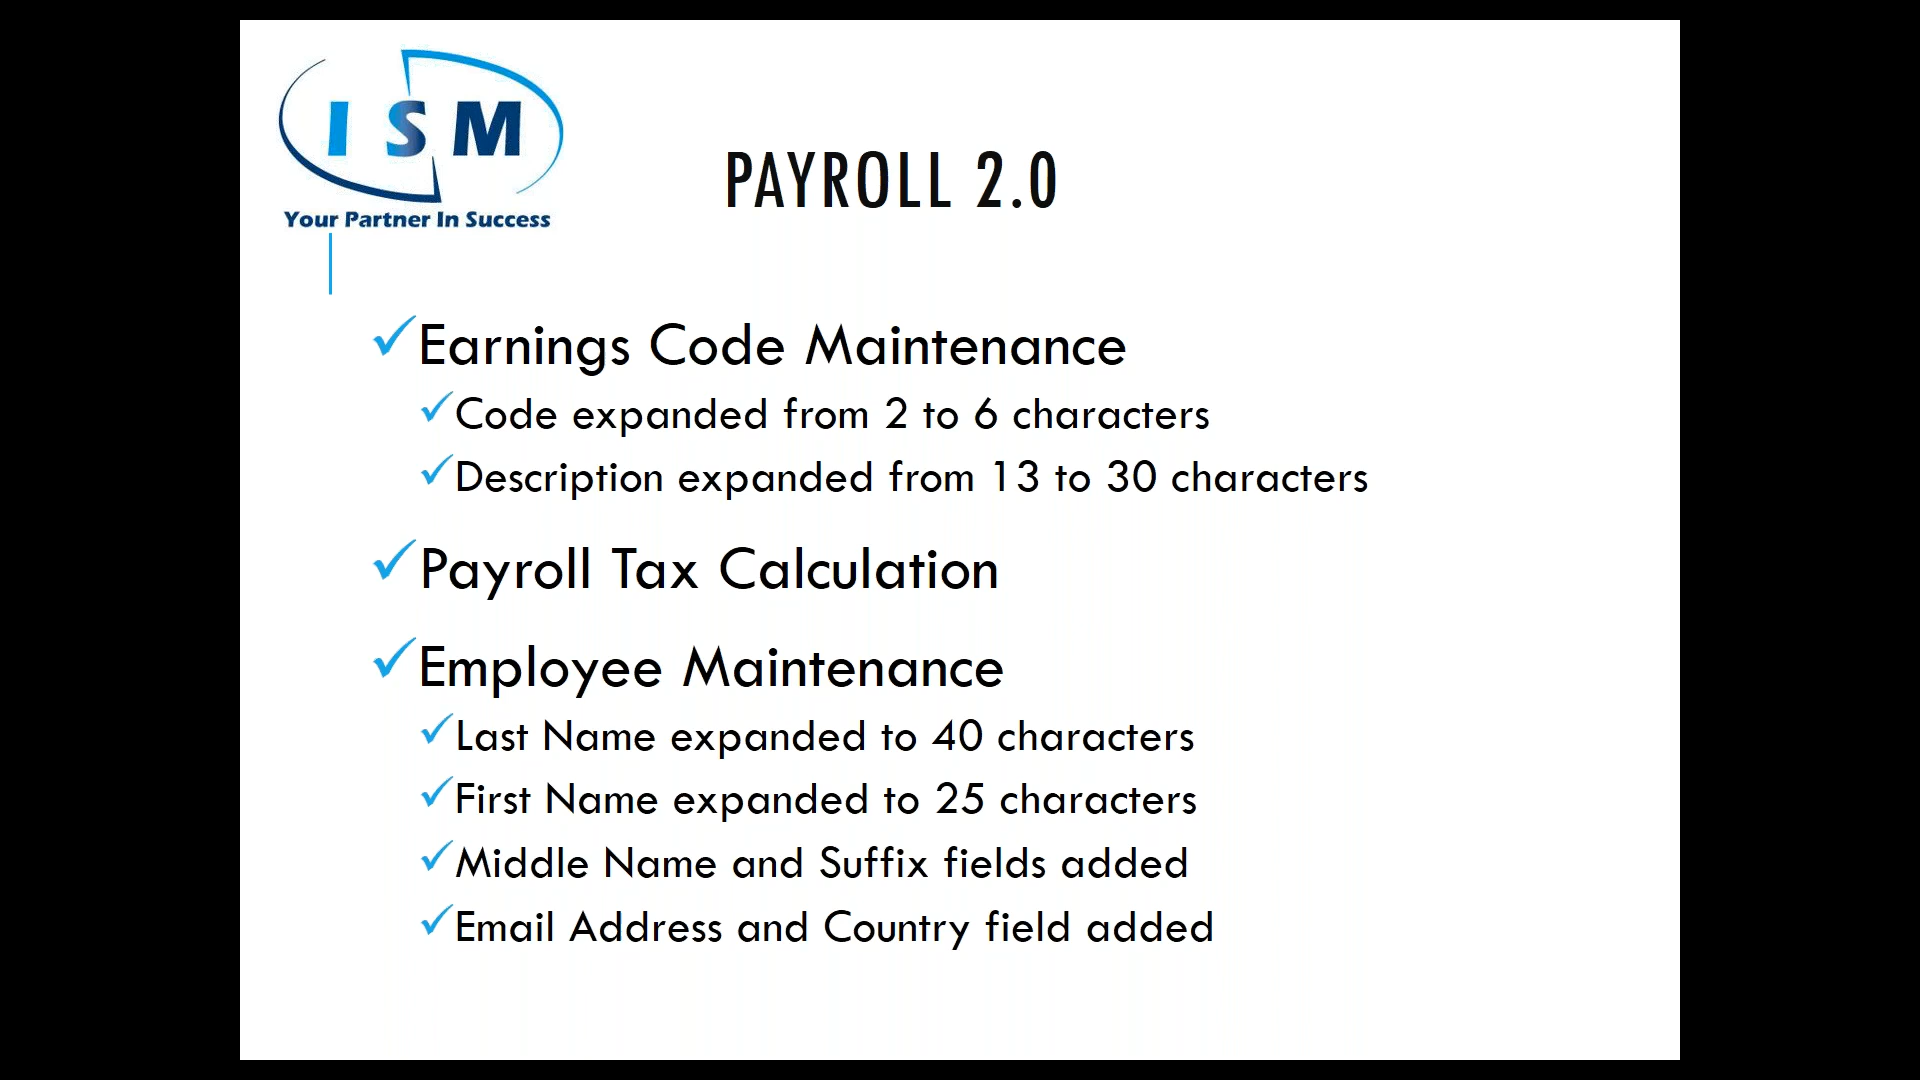 I S M
Your Partner In Success
PAYROLL 2.0
Earnings Code Maintenance
Code expanded from 2 to 6 characters
Description expanded from 13 to 30 characters
Payroll Tax Calculation
Employee Maintenance
Last Name expanded to 40 characters
First Name expanded to 25 characters
Middle Name and Suffix fields added
Email Address and Country field added